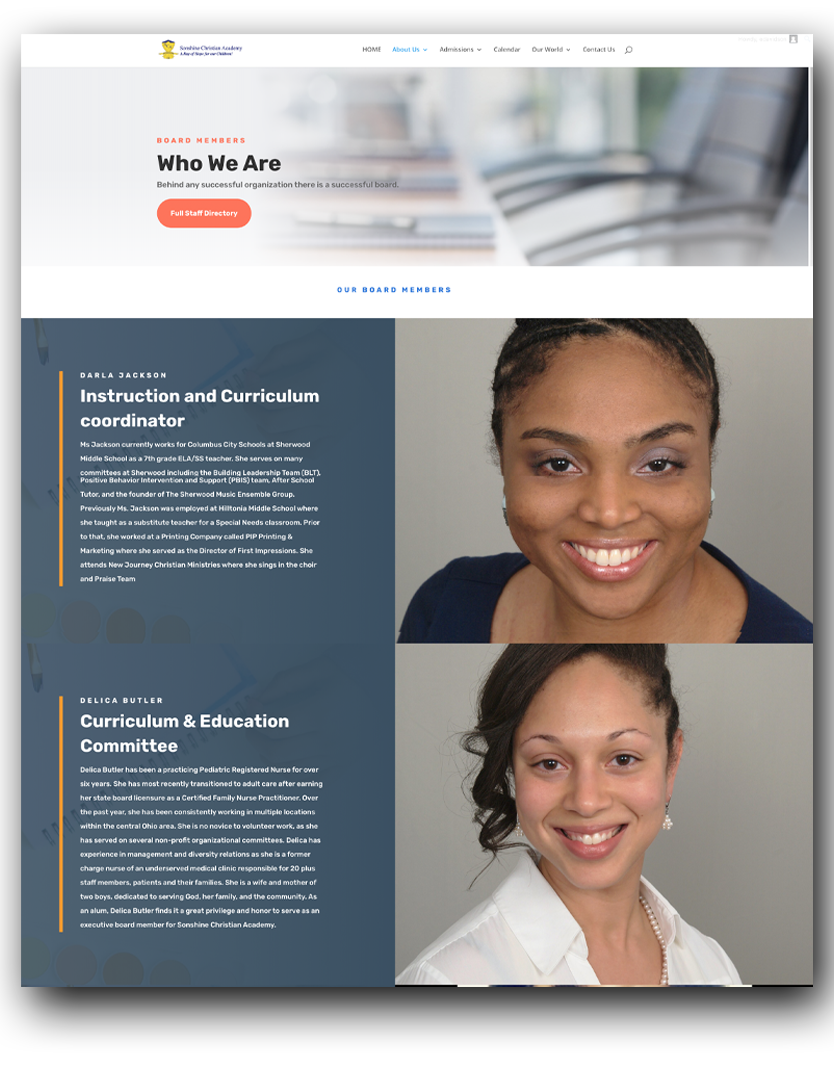 Sonshine Christian Academy
A Ray of Hope for our Children!
HOME About Us Admissions Calendar Our World Contact Us
BOARD MEMBERS
Who We Are
Behind any successful organization there is a successful board.
Full Staff Directory
OUR BOARD MEMBERS
DARLA JACKSON
Instruction and Curriculum
coordinator
Ms Jackson currently works for Columbus City Schools at Sherwood
Middle School as a 7th grade ELA/SS teacher. She serves on many
committees at Sherwood including the Building Leadership Team (BLT),
Positive Behavior Intervention and Support (PBIS) team, After School
Tutor, and the founder of The Sherwood Music Ensemble Group.
Previously Ms. Jackson was employed at Hilltonia Middle School where
she taught as a substitute teacher for a Special Needs classroom. Prior
to that, she worked at a Printing Company called PIP Printing &
Marketing where she served as the Director of First Impressions. She
attends New Journey Christian Ministries where she sings in the choir
and Praise Team
DELICA BUTLER
Curriculum & Education
Committee
Delica Butler has been a practicing Pediatric Registered Nurse for over
six years. She has most recently transitioned to adult care after earning
her state board licensure as a Certified Family Nurse Practitioner. Over
the past year, she has been consistently working in multiple locations
within the central Ohio area. She is no novice to volunteer work, as she
has served on several non-profit organizational committees. Delica has
experience in management and diversity relations as she is a former
charge nurse of an underserved medical clinic responsible for 20 plus
staff members, patients and their families. She is a wife and mother of
two boys, dedicated to serving God, her family, and the community. As
an alum, Delica Butler finds it a great privilege and honor to serve as an
executive board member for Sonshine Christian Academy.